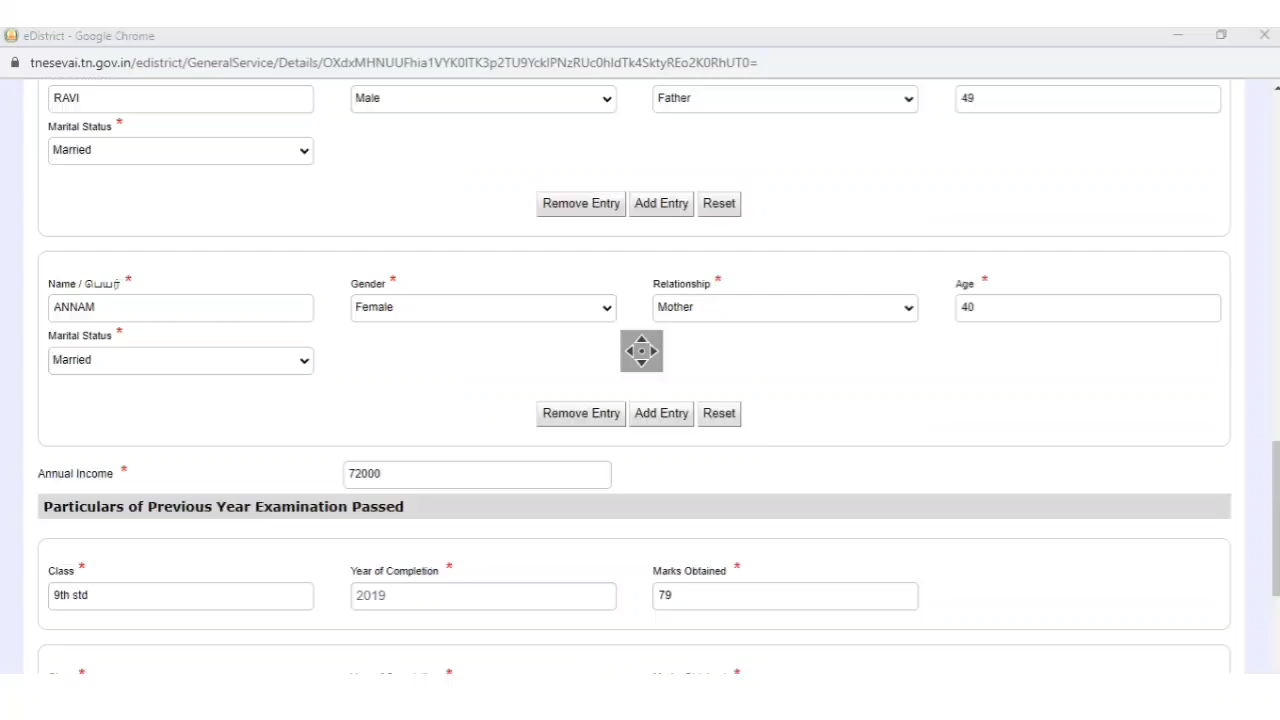 eDistrict - Google Chrome
tnesevai.tn.gov.in/edistrict/GeneralService/Details/
RAVI Male Father 49
Marital Status *
Married
Remove Entry Add Entry Reset
Name / பெயர் * Gender * Relationship * Age *
ANNAM Female Mother 40
Marital Status *
Married
Remove Entry Add Entry Reset
Annual Income * 72000
Particulars of Previous Year Examination Passed
Class * Year of Completion * Marks Obtained *
9th std 2019 79